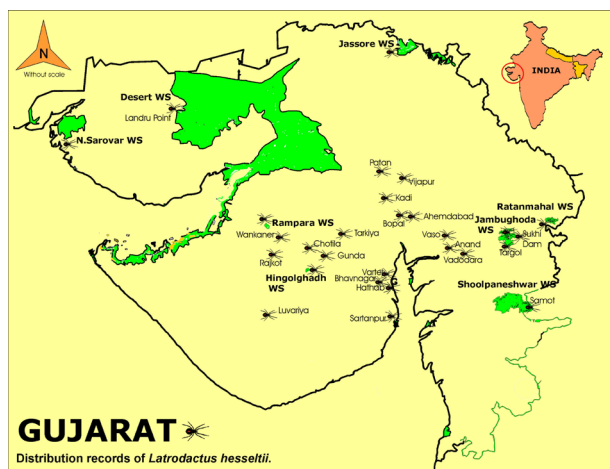 N
Without scale
Jassore WS
INDIA
Desert WS
Landru Point
N.Sarovar WS
Patan
Vijapur
Kadi
Ratanmahal WS
Bopal
Ahemdabad
Jambughoda
WS
Rampara WS
Wankaner
Tarkiya
Vaso
Sukhi
Dam
Chotila
Anand
Targol
Rajkot
Gunda
Vadodara
Hingolghadh
WS
Vartej
Bhavnagar
Hathab
Shoolpaneshwar WS
Samot
Luvariya
Sartanpur
GUJARAT
Distribution records of Latrodactus hesseltii.